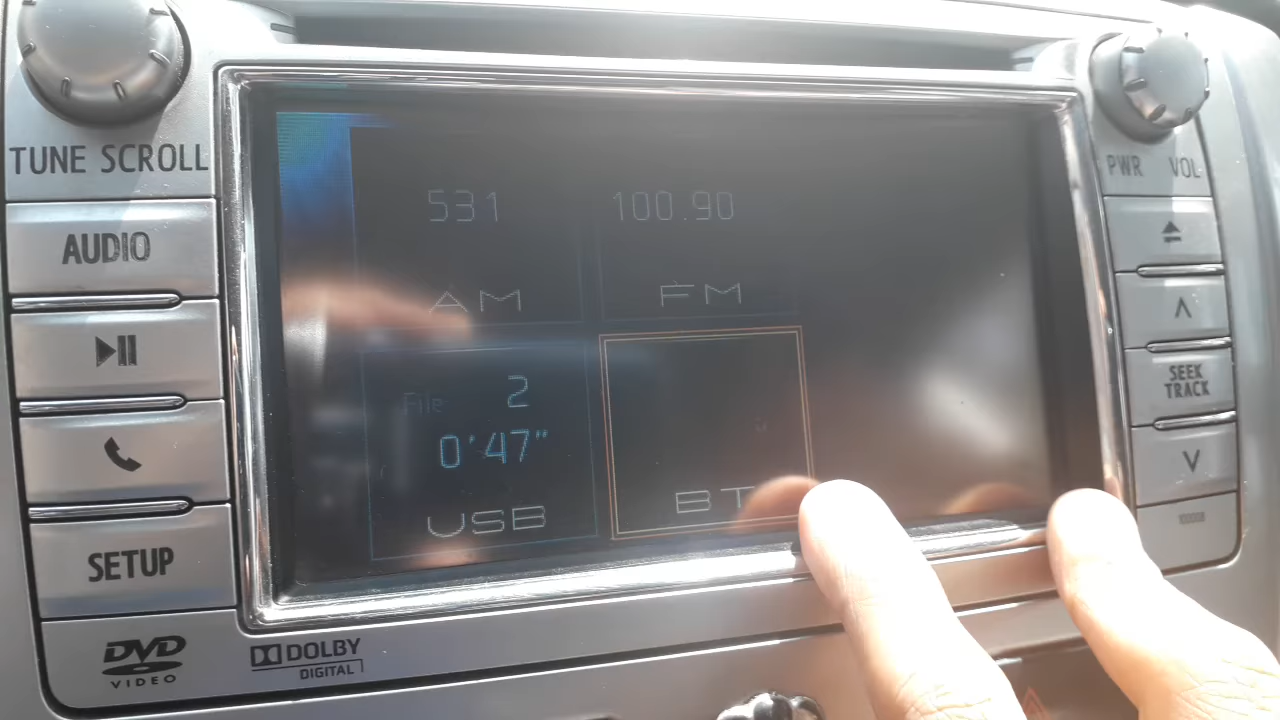 TUNE SCROLL
AUDIO
SETUP
DVD
VIDEO
DOLBY
DIGITAL
531
100.90
AM
FM
File 2
0'47"
USB
BT
PWR VOL
SEEK
TRACK